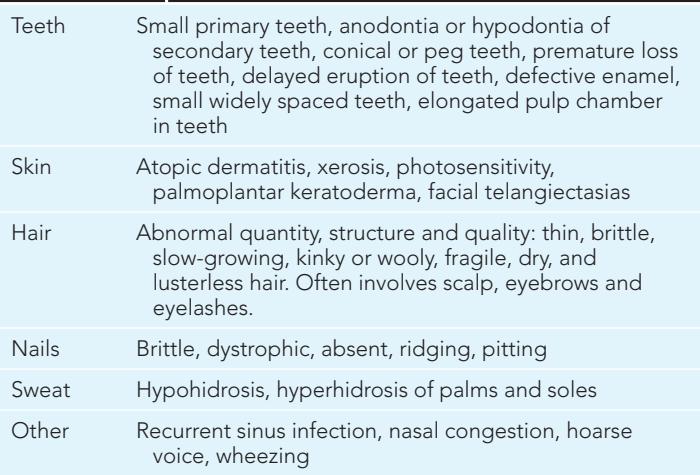 Teeth Small primary teeth, anodontia or hypodontia of
secondary teeth, conical or peg teeth, premature loss
of teeth, delayed eruption of teeth, defective enamel,
small widely spaced teeth, elongated pulp chamber
in teeth
Skin Atopic dermatitis, xerosis, photosensitivity,
palmoplantar keratoderma, facial telangiectasias
Hair Abnormal quantity, structure and quality: thin, brittle,
slow-growing, kinky or wooly, fragile, dry, and
lusterless hair. Often involves scalp, eyebrows and
eyelashes.
Nails Brittle, dystrophic, absent, ridging, pitting
Sweat Hypohidrosis, hyperhidrosis of palms and soles
Other Recurrent sinus infection, nasal congestion, hoarse
voice, wheezing